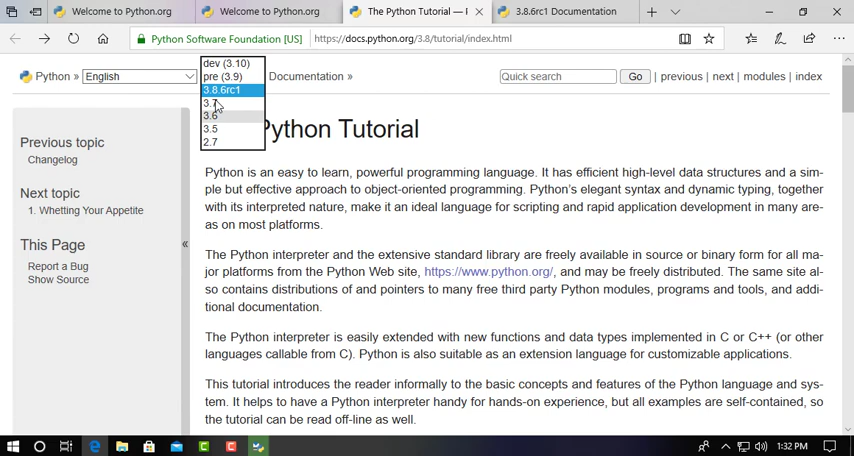 Welcome to Python.org
Welcome to Python.org
The Python Tutorial —
3.8.6rc1 Documentation
Python Software Foundation [US]
https://docs.python.org/3.8/tutorial/index.html
Python »
English
dev (3.10)
pre (3.9)
3.8.6rc1
3.7
3.6
3.5
2.7
Documentation »
Quick search
Go
| previous | next | modules | index
Python Tutorial
Previous topic
Changelog
Next topic
1. Whetting Your Appetite
This Page
Report a Bug
Show Source
«
Python is an easy to learn, powerful programming language. It has efficient high-level data structures and a sim-
ple but effective approach to object-oriented programming. Python's elegant syntax and dynamic typing, together
with its interpreted nature, make it an ideal language for scripting and rapid application development in many are-
as on most platforms.
The Python interpreter and the extensive standard library are freely available in source or binary form for all ma-
jor platforms from the Python Web site, https://www.python.org/, and may be freely distributed. The same site al-
so contains distributions of and pointers to many free third party Python modules, programs and tools, and addi-
tional documentation.
The Python interpreter is easily extended with new functions and data types implemented in C or C++ (or other
languages callable from C). Python is also suitable as an extension language for customizable applications.
This tutorial introduces the reader informally to the basic concepts and features of the Python language and sys-
tem. It helps to have a Python interpreter handy for hands-on experience, but all examples are self-contained, so
the tutorial can be read off-line as well.
1:32 PM